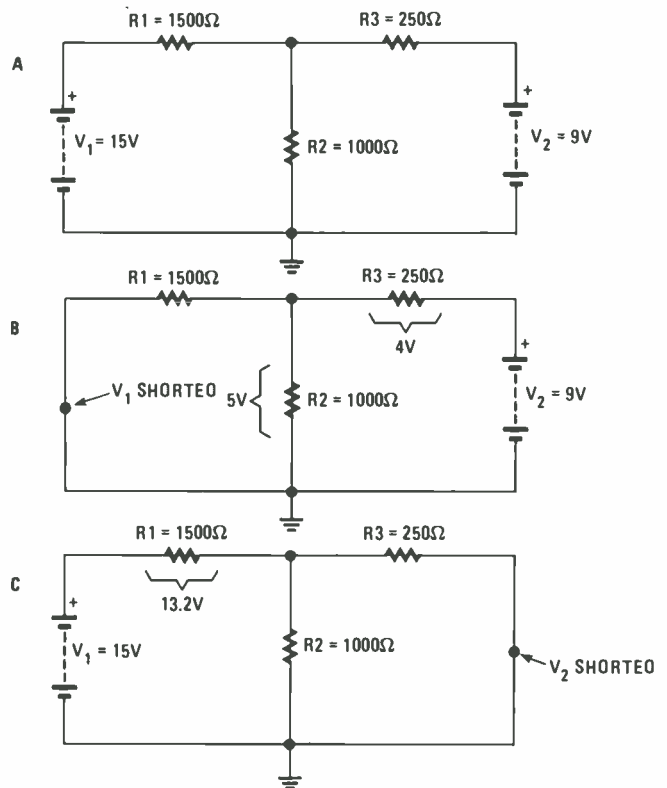 R1 = 1500Ω
R3 = 250Ω
A
+
V1 = 15V
R2 = 1000Ω
+
V2 = 9V
R1 = 1500Ω
R3 = 250Ω
B
4V
+
V1 SHORTEO
5V
R2 = 1000Ω
V2 = 9V
R1 = 1500Ω
R3 = 250Ω
C
13.2V
+
V1 = 15V
R2 = 1000Ω
V2 SHORTEO